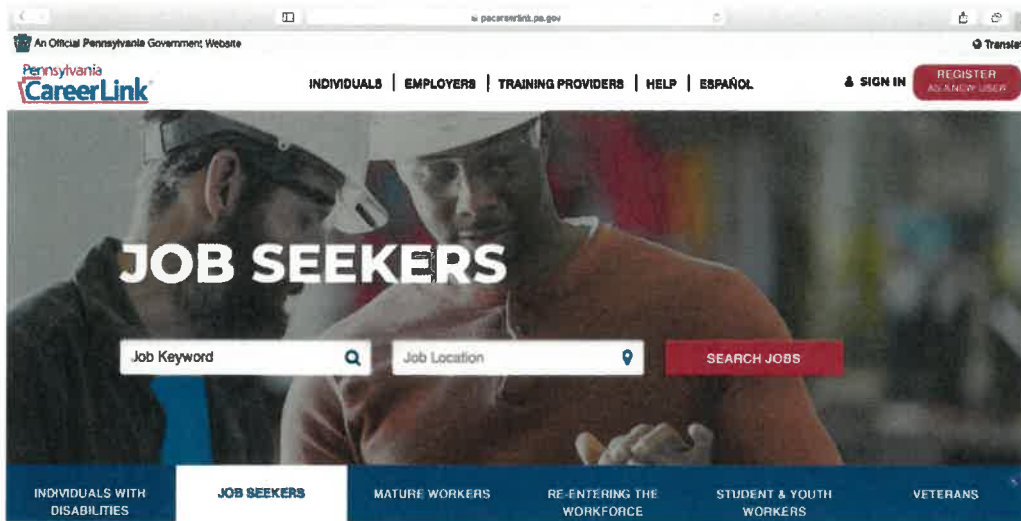 pacareerlink.pa.gov
An Official Pennsylvania Government Website
Translat
Pennsylvania
CareerLink
INDIVIDUALS | EMPLOYERS | TRAINING PROVIDERS | HELP | ESPAÑOL
SIGN IN
REGISTER
AS A NEW USER
JOB SEEKERS
Job Keyword
Job Location
SEARCH JOBS
INDIVIDUALS WITH
DISABILITIES
JOB SEEKERS
MATURE WORKERS
RE-ENTERING THE
WORKFORCE
STUDENT & YOUTH
WORKERS
VETERANS